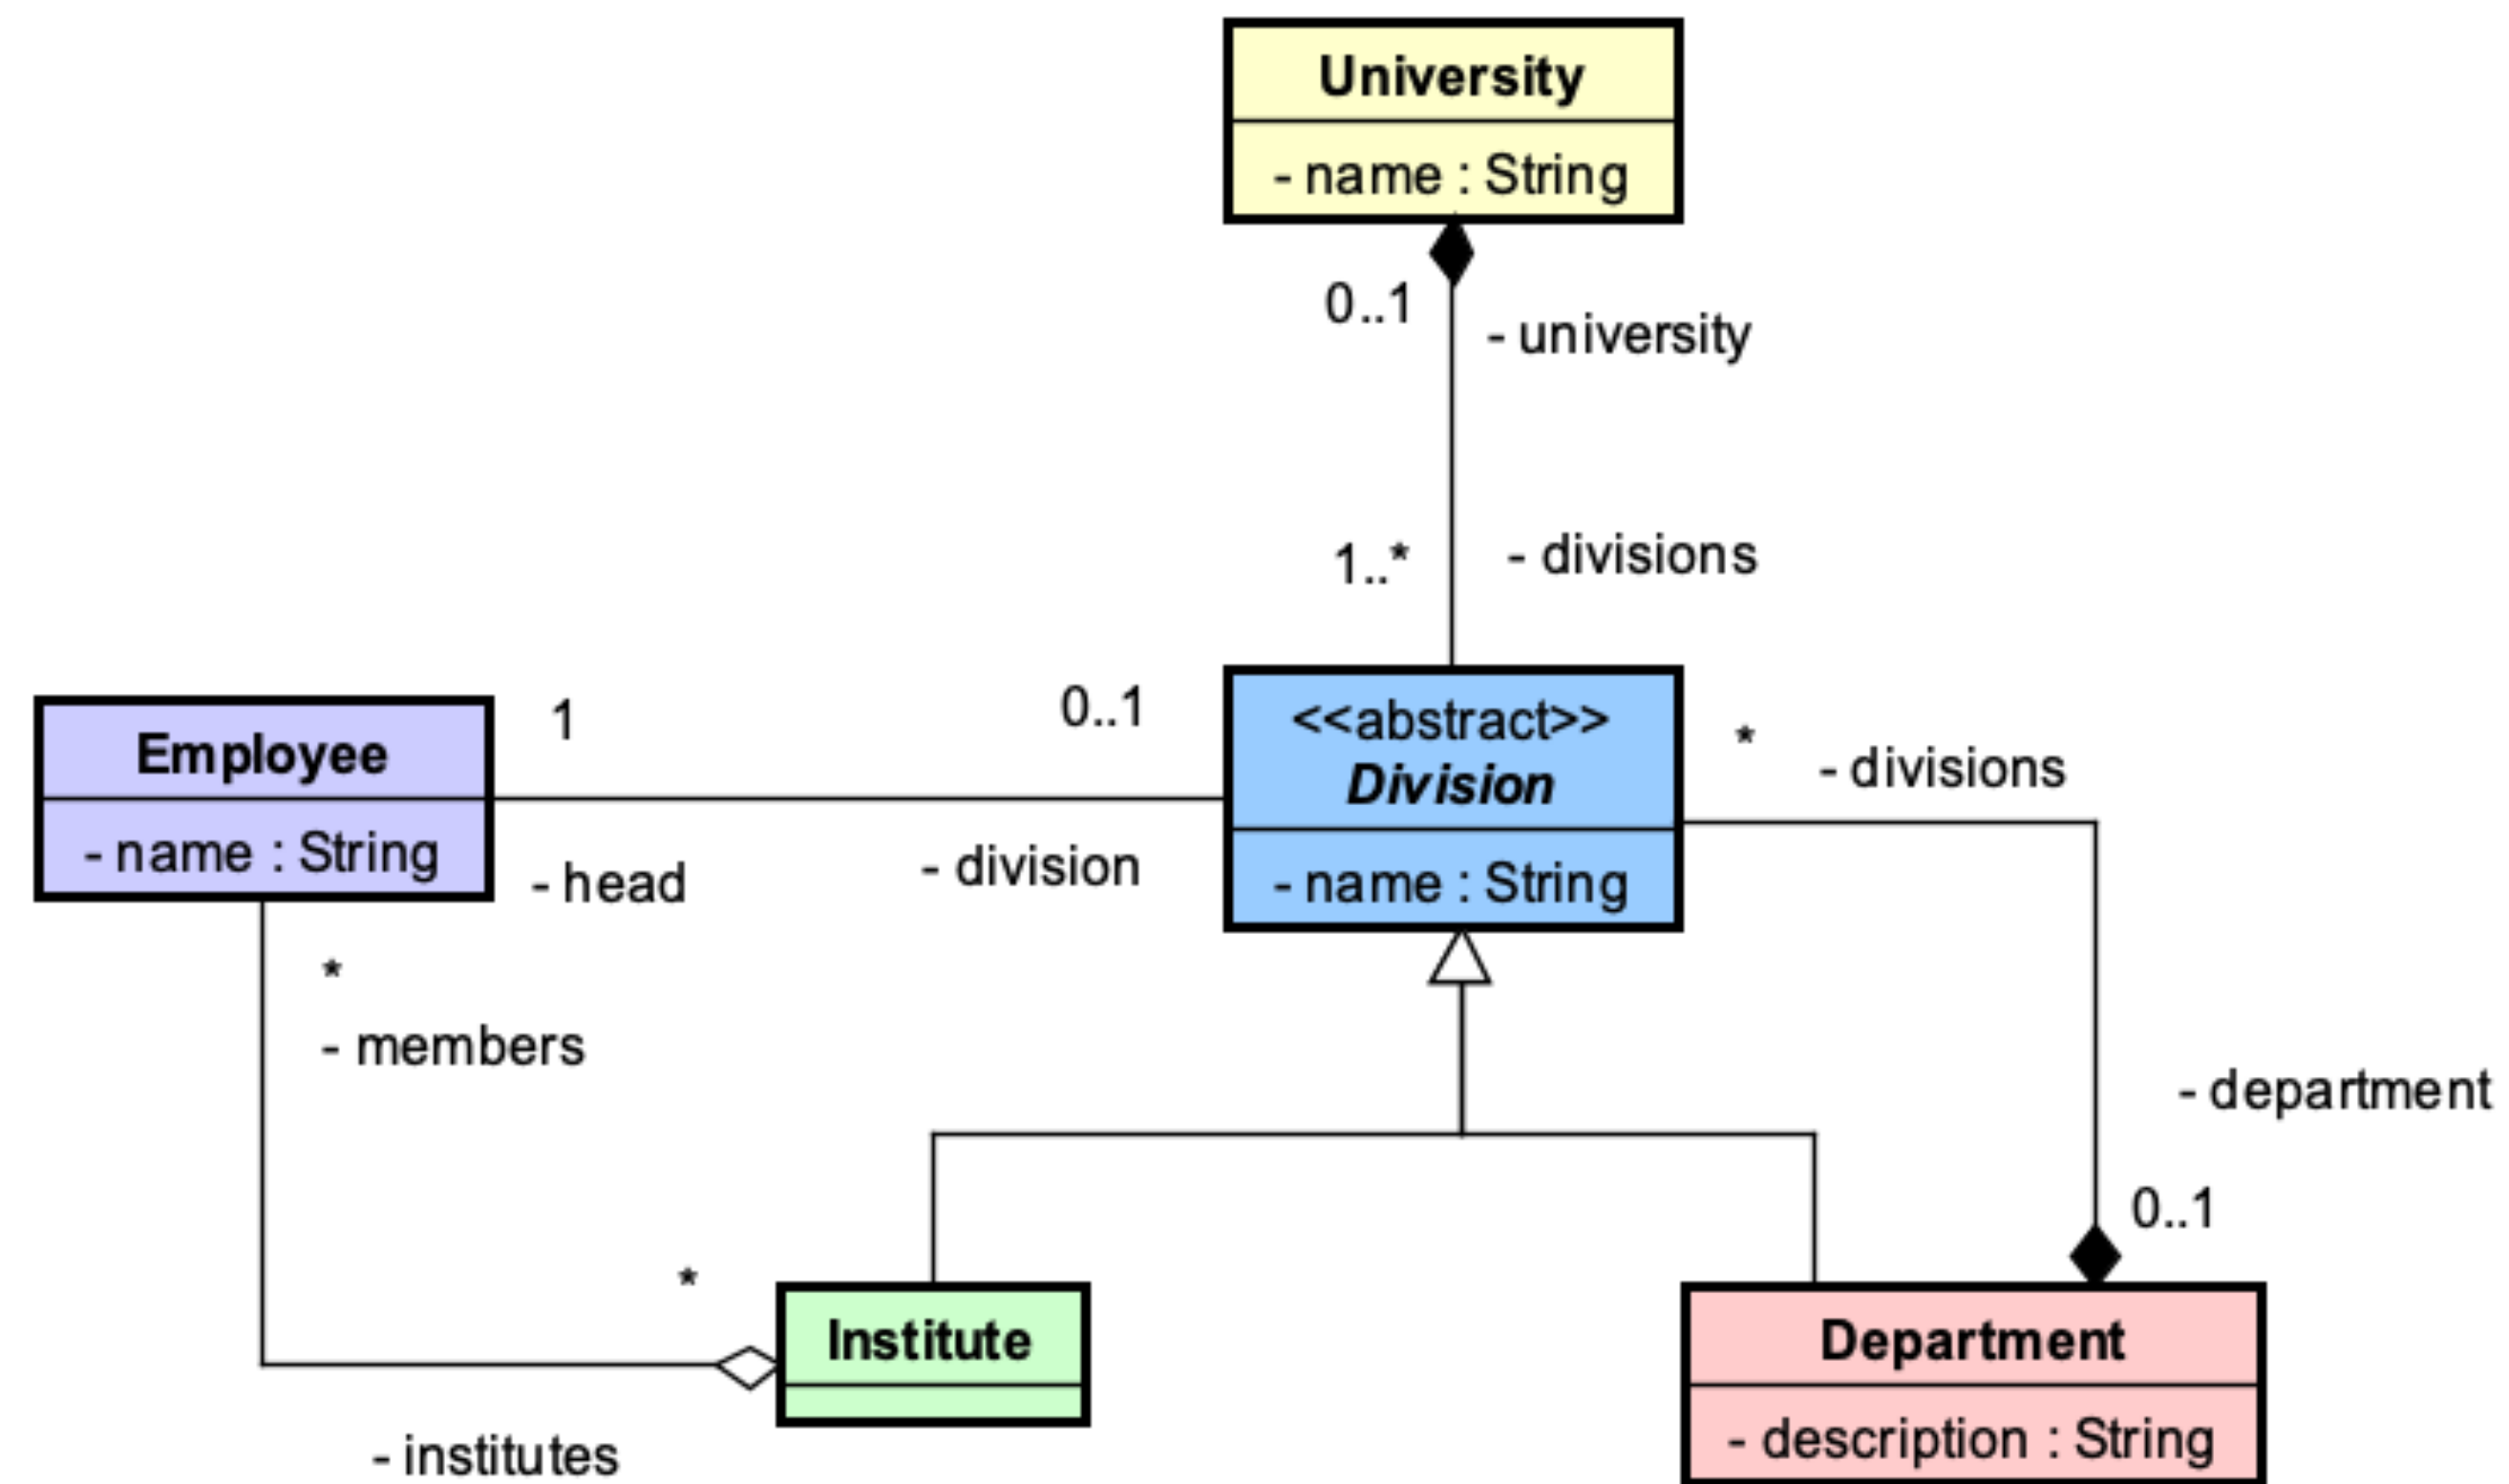 University
- name : String
0..1
- university
1..*
- divisions
Employee
- name : String
1
- head
0..1
- division
<<abstract>>
Division
- name : String
*
- divisions
*
- members
- department
0..1
*
- institutes
Institute
Department
- description : String